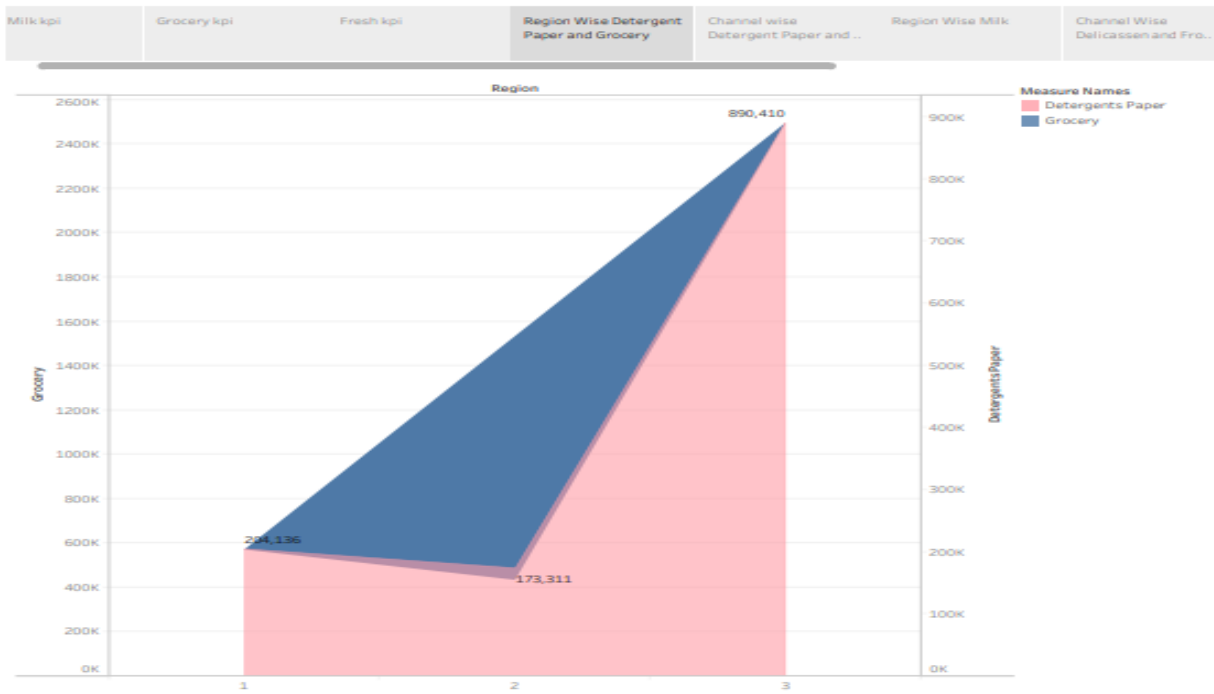 Milk kpi
Grocery kpi
Fresh kpi
Region Wise Detergent
Paper and Grocery
Channel wise
Detergent Paper and ..
Region Wise Milk
Channel Wise
Delicassen and Fro..
Region
Measure Names
Detergents Paper
Grocery
2600K
2400K
2200K
2000K
1800K
1600K
1400K
1200K
1000K
800K
600K
400K
200K
0K
Grocery
890,410
204,136
173,311
900K
800K
700K
600K
500K
400K
300K
200K
100K
0K
Detergents Paper
1
2
3